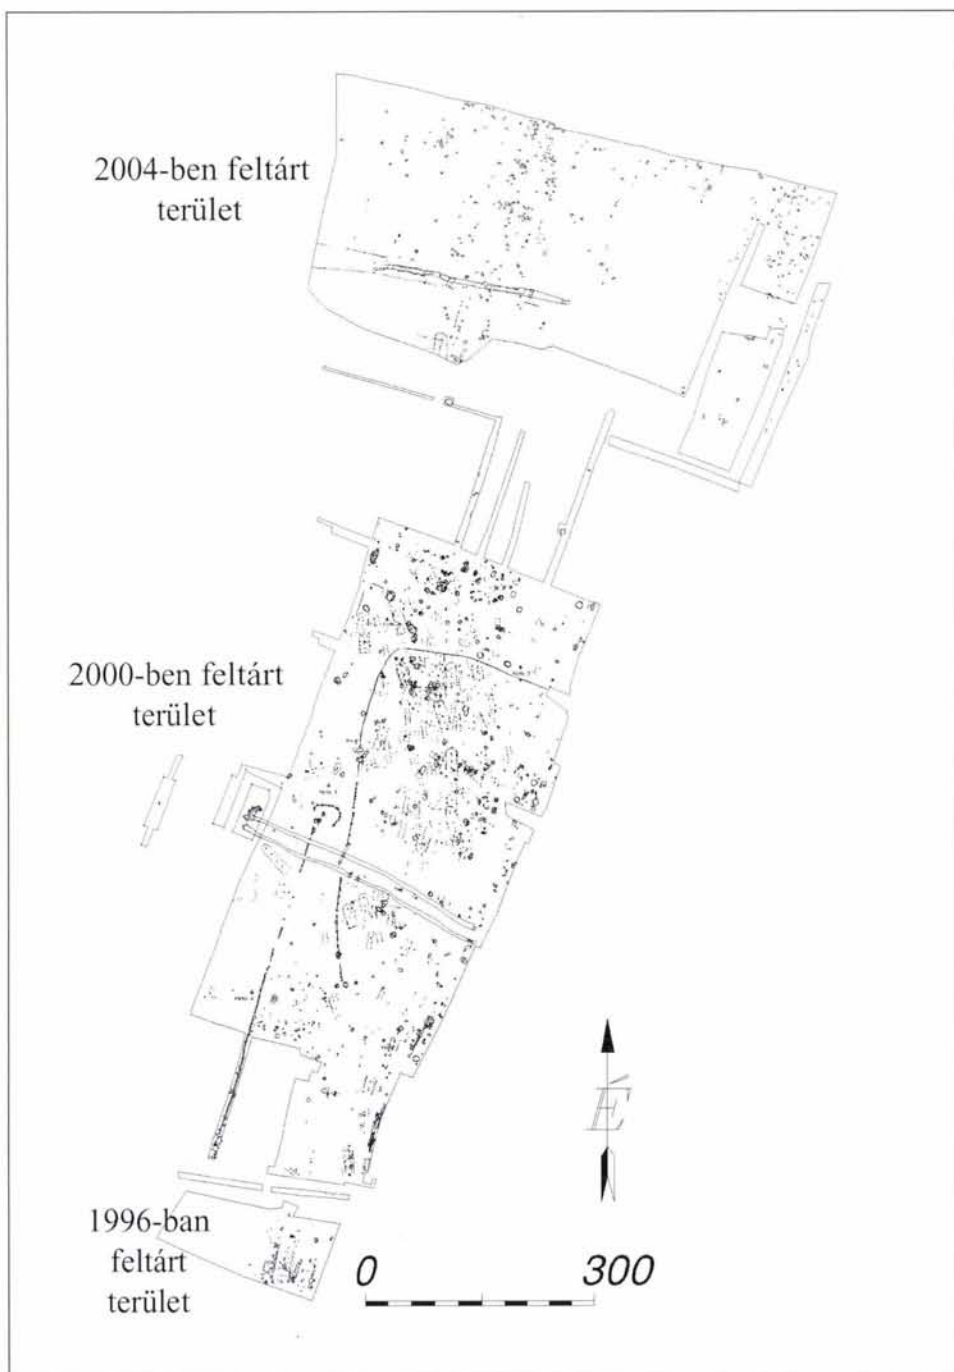 2004-ben feltárt
terület
2000-ben feltárt
terület
É
1996-ban
feltárt
terület
0 300